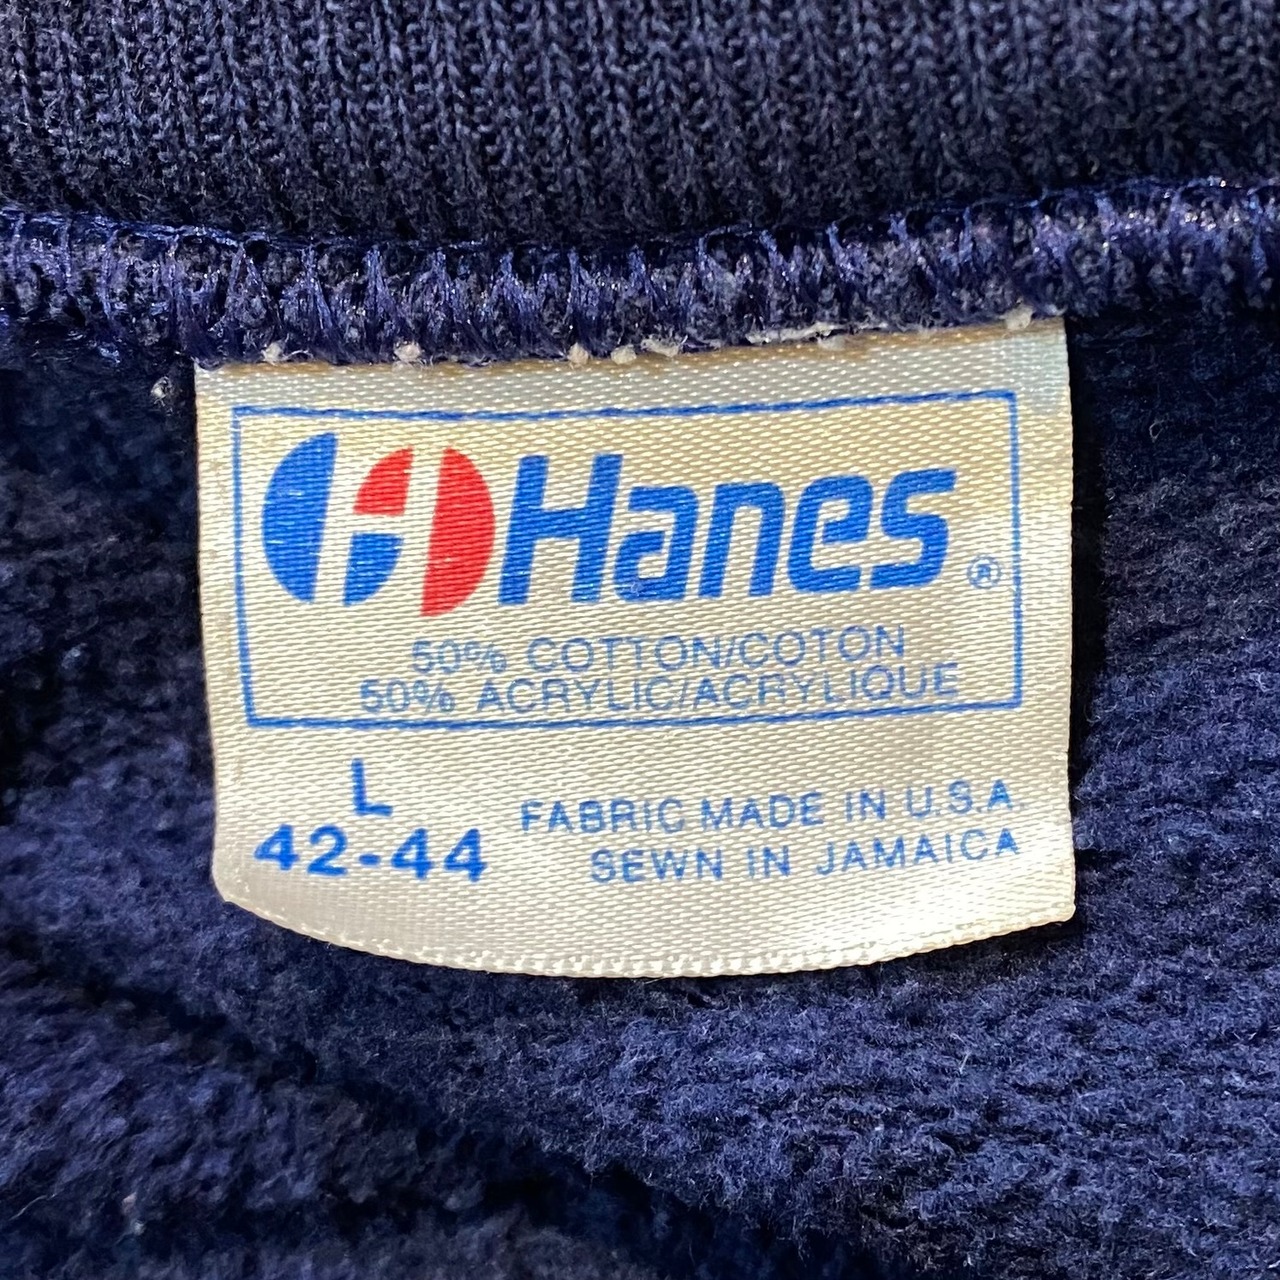 Hanes ®
50% COTTON/COTON
50% ACRYLIC/ACRYLIQUE
L
42-44
FABRIC MADE IN U.S.A.
SEWN IN JAMAICA